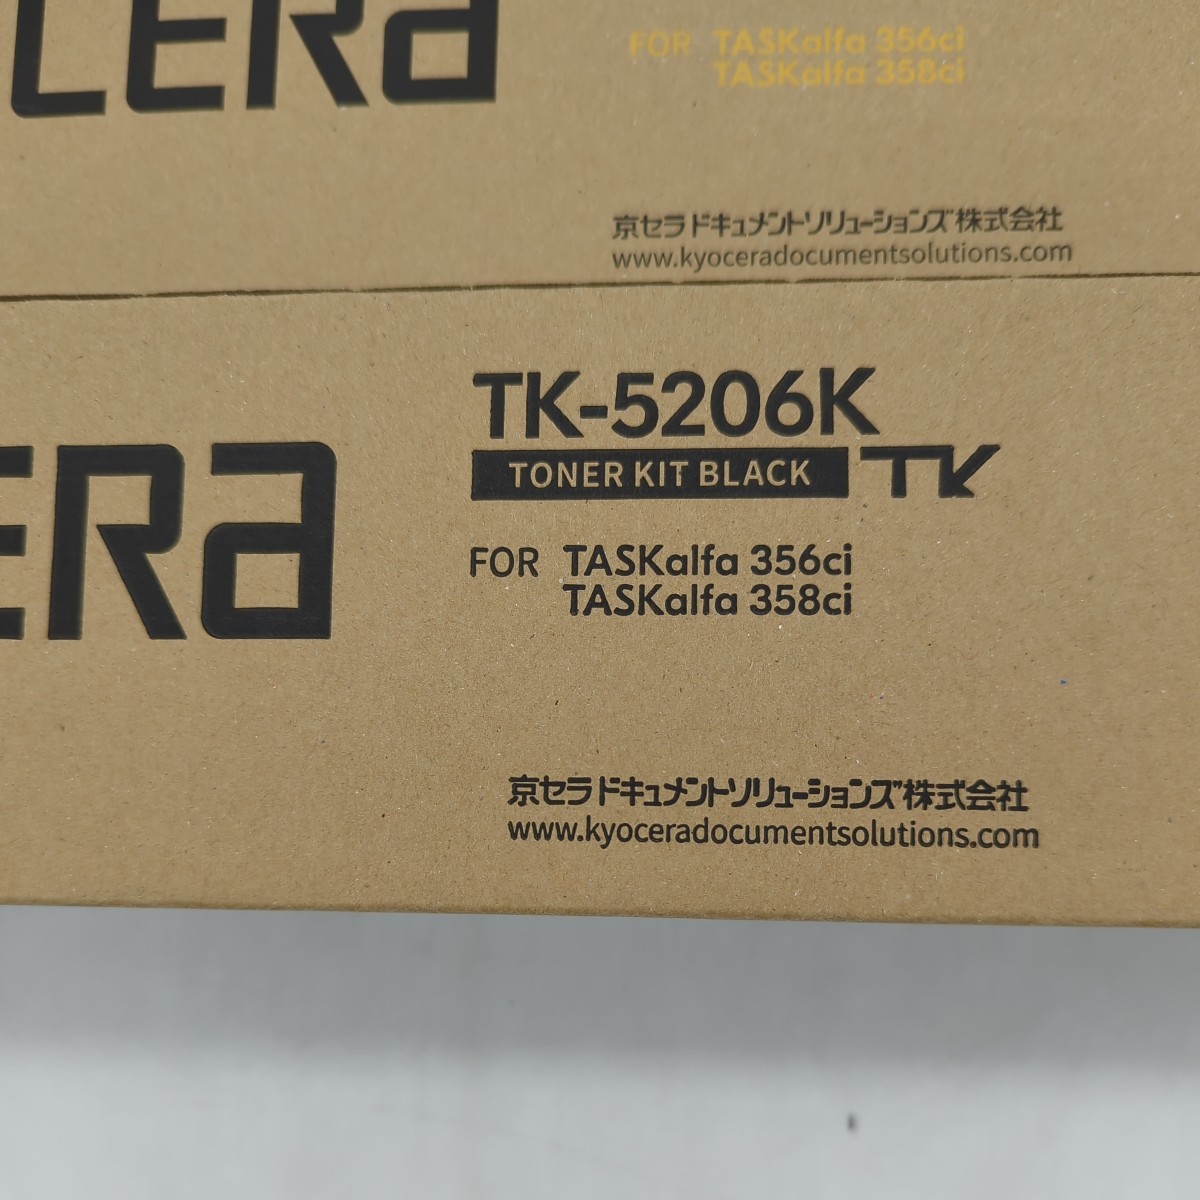 CERA
FOR TASKalfa 356ci
TASKalfa 358ci
京セラドキュメントソリューションズ株式会社
www.kyoceradocumentsolutions.com
TK-5206K
TONER KIT BLACK TK
ERA
FOR TASKalfa 356ci
TASKalfa 358ci
京セラドキュメントソリューションズ株式会社
www.kyoceradocumentsolutions.com